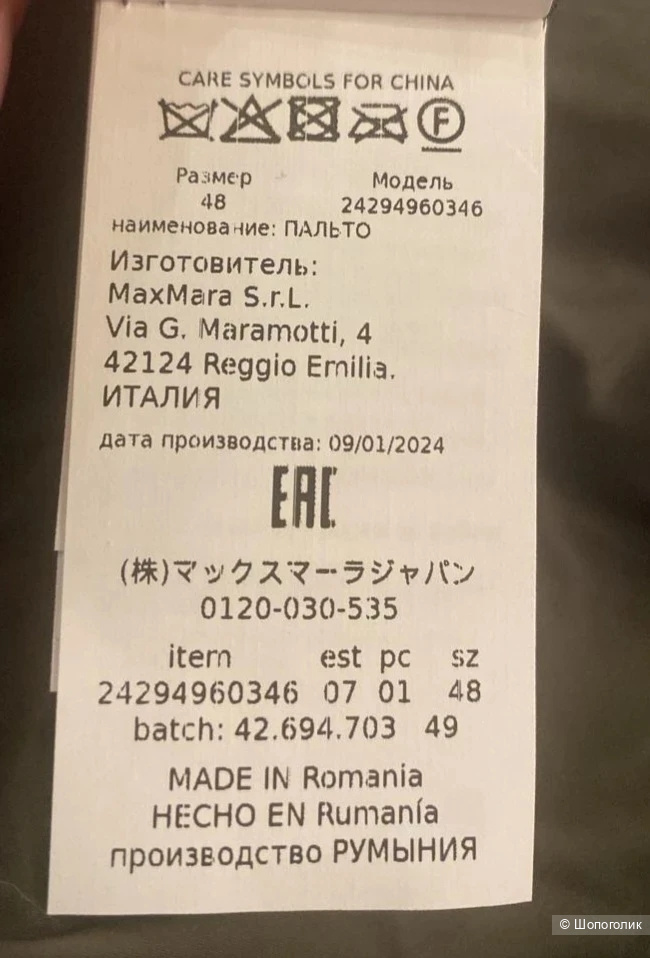 CARE SYMBOLS FOR CHINA
F
Размер Модель
48 24294960346
наименование: ПАЛЬТО
Изготовитель:
MaxMara S.r.L.
Via G. Maramotti, 4
42124 Reggio Emilia.
ИТАЛИЯ
дата производства: 09/01/2024
EAC
(株)マックスマーラジャパン
0120-030-535
item est pc sz
24294960346 07 01 48
batch: 42.694.703 49
MADE IN Romania
HECHO EN Rumanía
производство РУМЫНИЯ
© Шопоголик